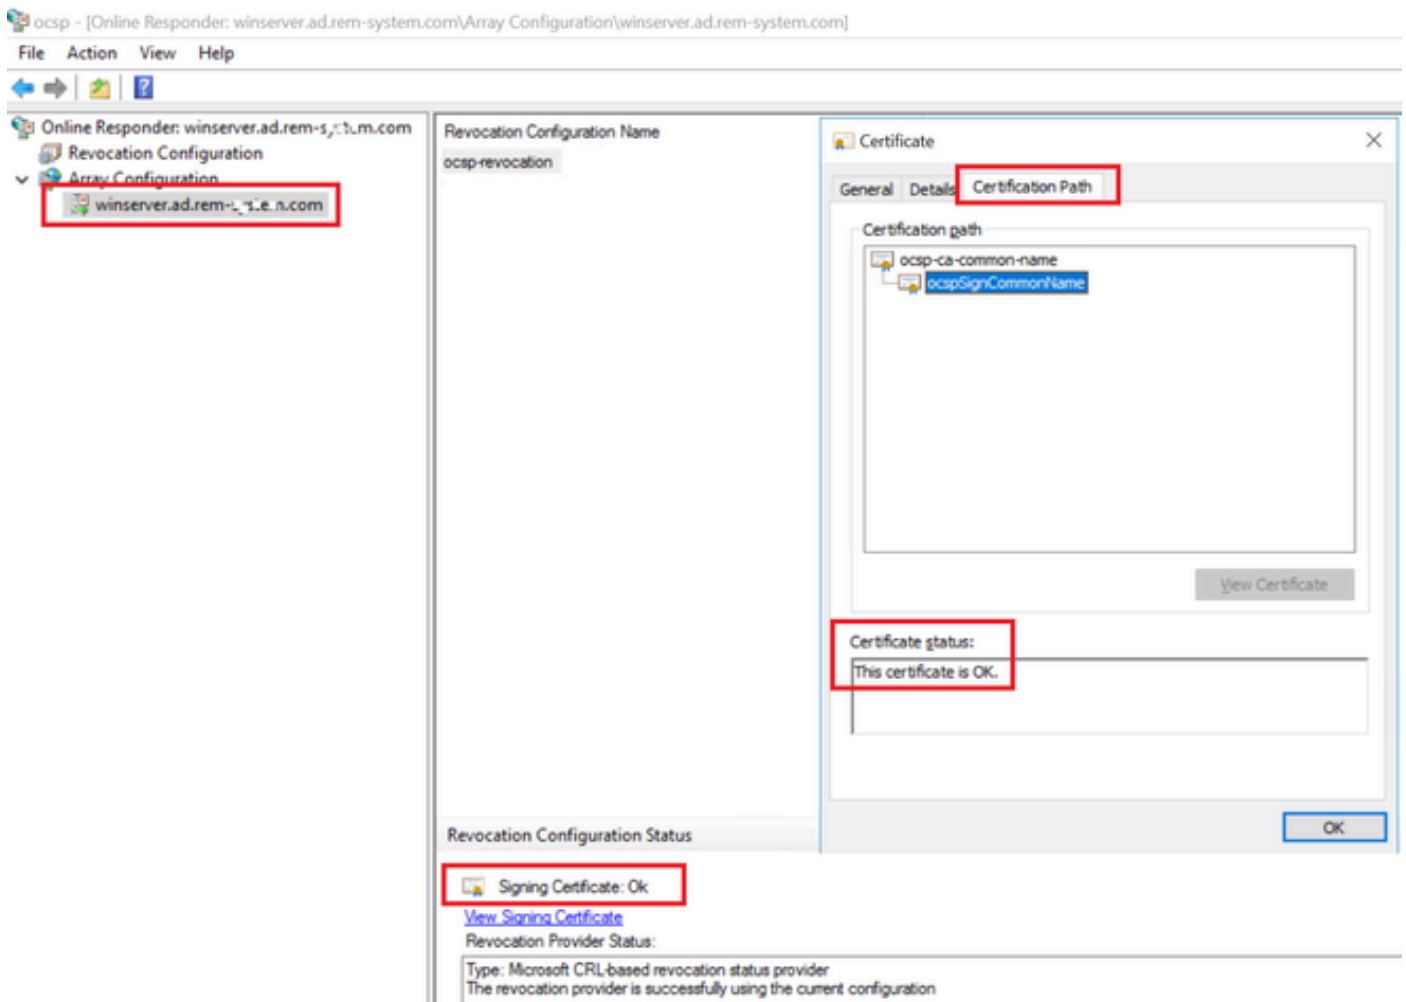 ocsp - [Online Responder: winserver.ad.rem-system.com\Array Configuration\winserver.ad.rem-system.com]
File Action View Help
Online Responder: winserver.ad.rem-s
Revocation Configuration
Array Configuration
winserver.ad.rem-
Revocation Configuration Name
ocsp-revocation
Certificate
General Details Certification Path
Certification path
ocsp-ca-common-name
ocspSignCommonName
View Certificate
Certificate status:
This certificate is OK.
OK
Revocation Configuration Status
Signing Certificate: Ok
View Signing Certificate
Revocation Provider Status:
Type: Microsoft CRL-based revocation status provider
The revocation provider is successfully using the current configuration